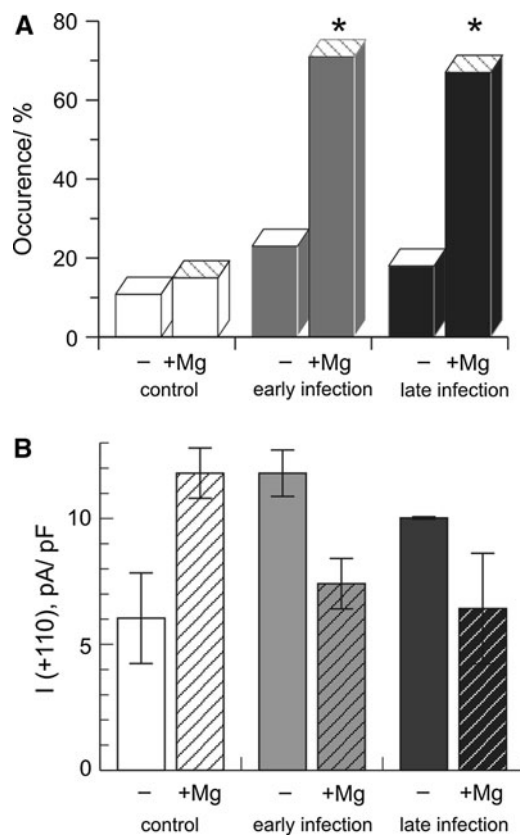 A
Occurence/ %
80
60
40
20
0
* *
– +Mg – +Mg – +Mg
control early infection late infection
B
I (+110), pA/ pF
10
5
0
– +Mg – +Mg – +Mg
control early infection late infection